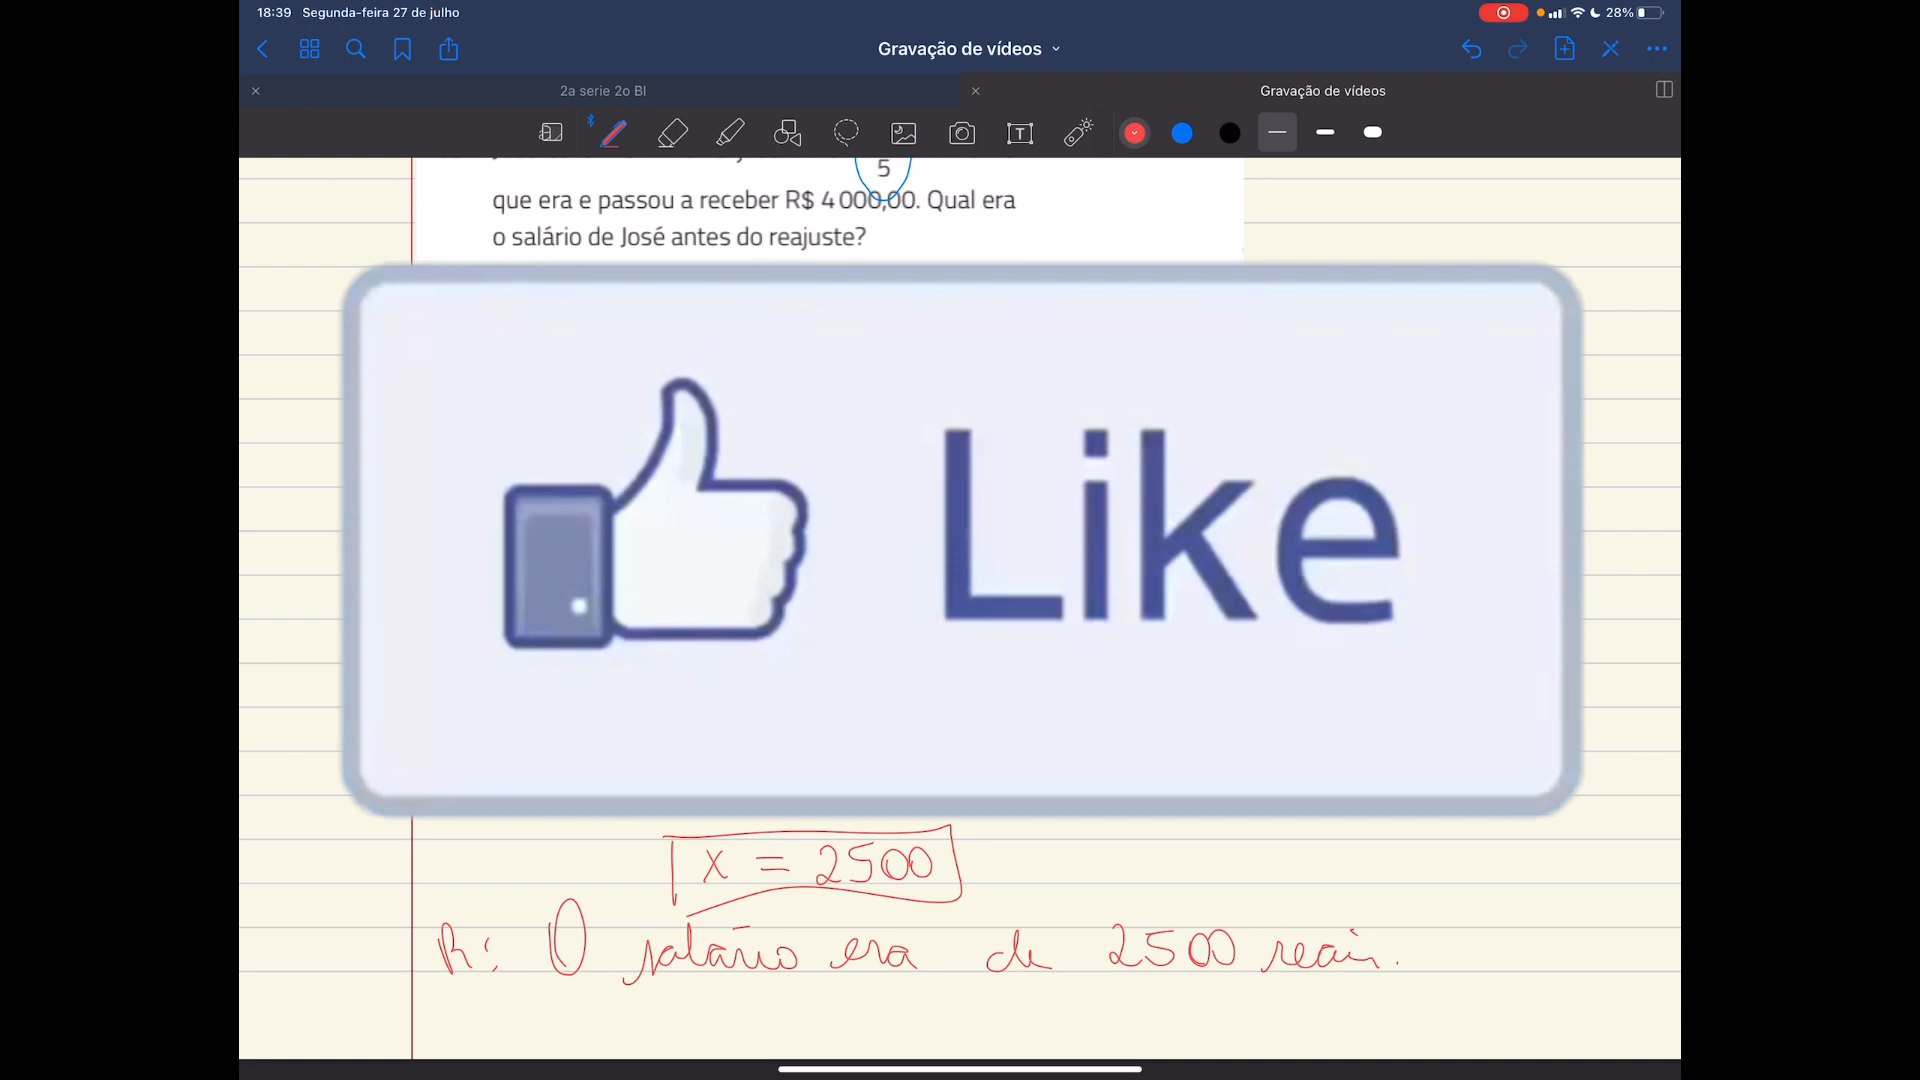 18:39 Segunda-feira 27 de julho
28%
Gravação de vídeos
2a serie 2o BI
Gravação de vídeos
T
5
que era e passou a receber R$ 4 000,00. Qual era
o salário de José antes do reajuste?
Like
x = 2500
R: O salário era de 2500 reais.